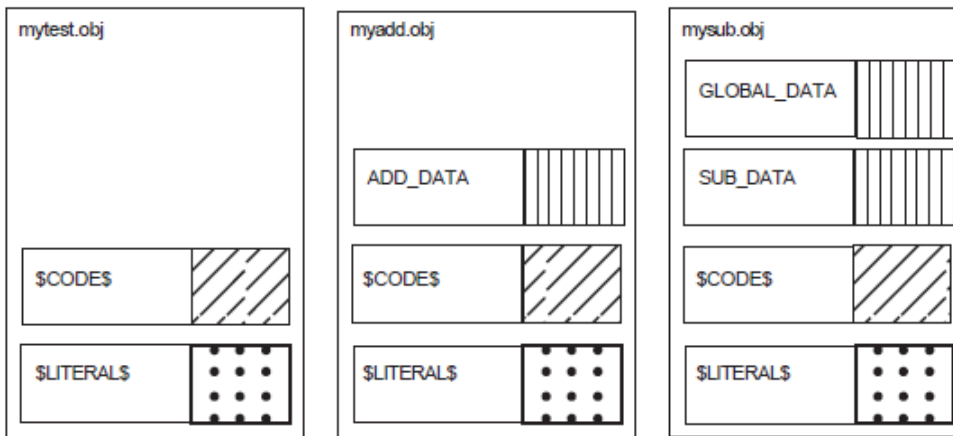 mytest.obj
$CODE$
$LITERAL$
myadd.obj
ADD_DATA
$CODE$
$LITERAL$
mysub.obj
GLOBAL_DATA
SUB_DATA
$CODE$
$LITERAL$